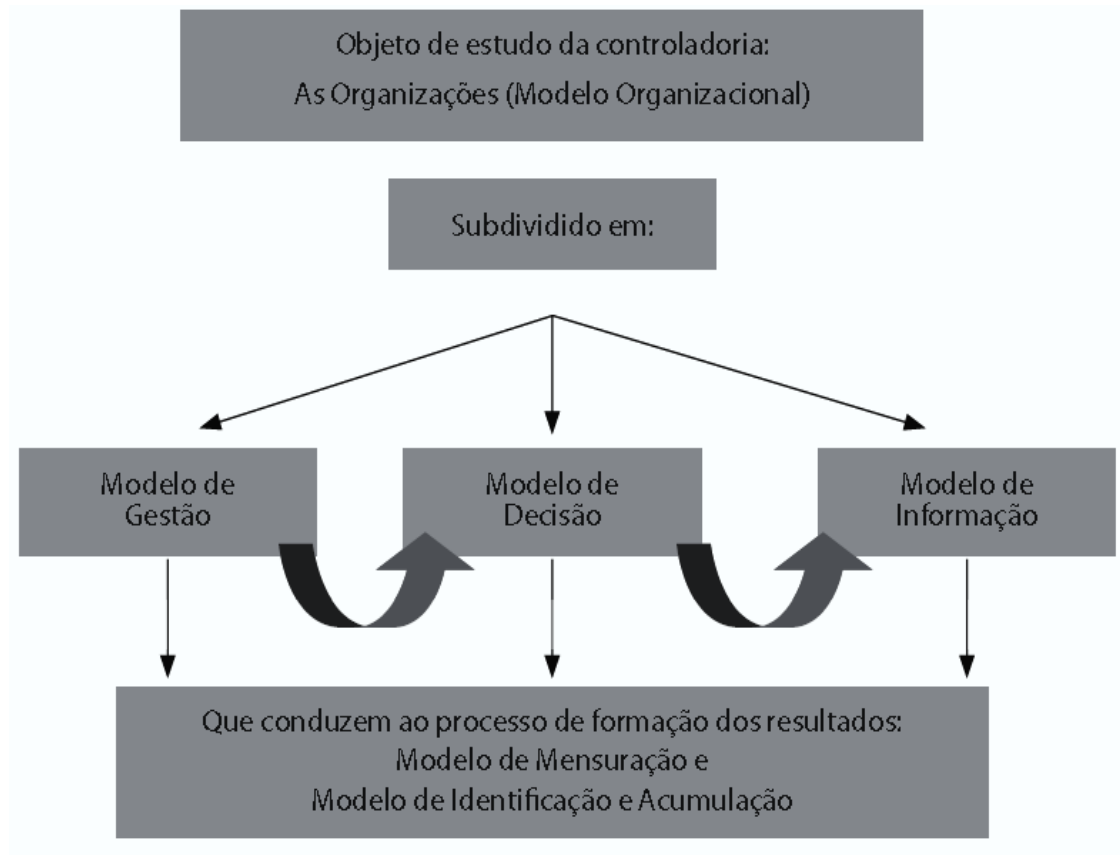 Objeto de estudo da controladoria:
As Organizações (Modelo Organizacional)
Subdividido em:
Modelo de
Gestão
Modelo de
Decisão
Modelo de
Informação
Que conduzem ao processo de formação dos resultados:
Modelo de Mensuração e
Modelo de Identificação e Acumulação